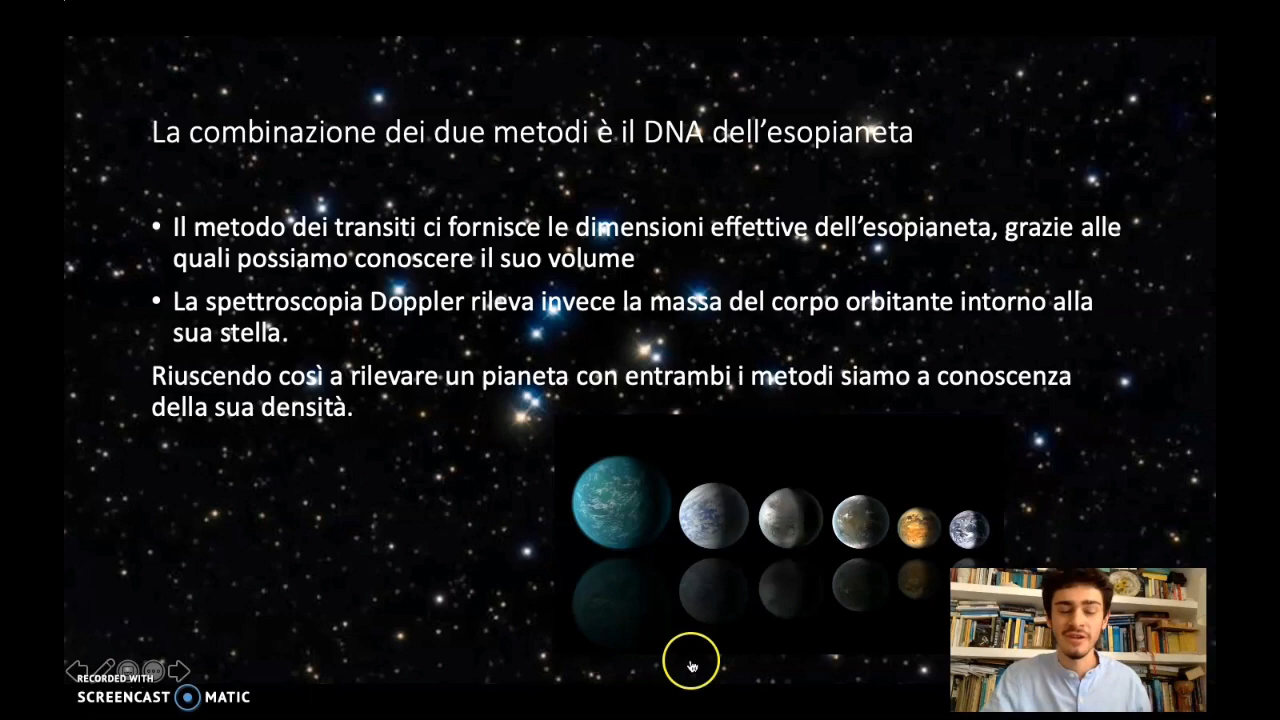 La combinazione dei due metodi è il DNA dell’esopianeta
• Il metodo dei transiti ci fornisce le dimensioni effettive dell’esopianeta, grazie alle
quali possiamo conoscere il suo volume
• La spettroscopia Doppler rileva invece la massa del corpo orbitante intorno alla
sua stella.
Riuscendo così a rilevare un pianeta con entrambi i metodi siamo a conoscenza
della sua densità.
RECORDED WITH
SCREENCAST MATIC